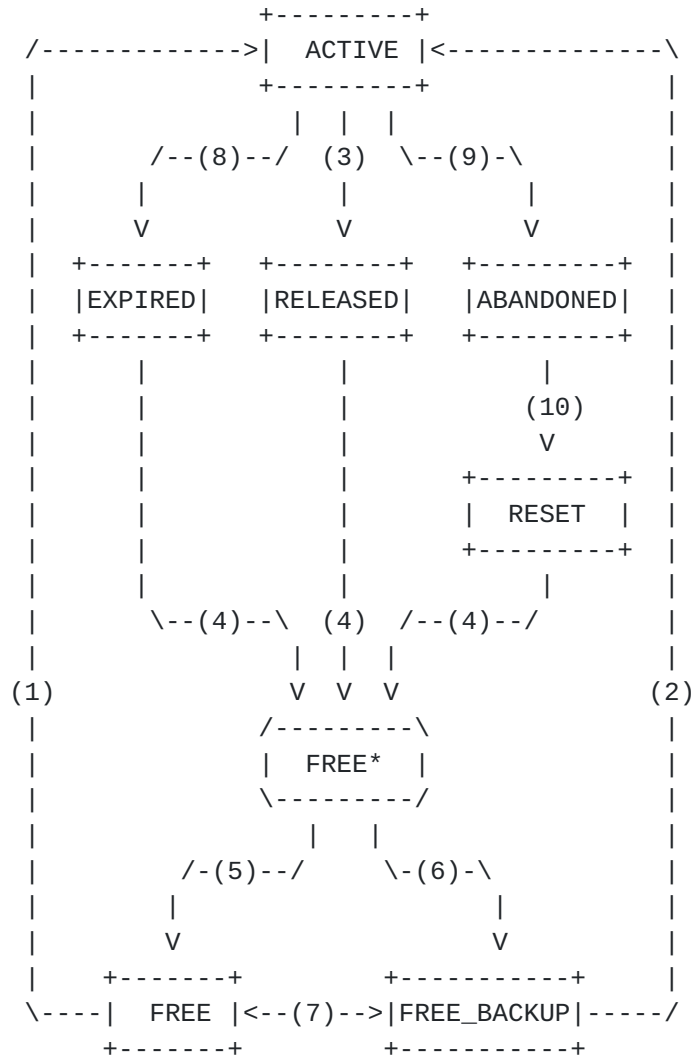 ACTIVE
(8) (3) (9)
EXPIRED RELEASED ABANDONED
(10)
RESET
(4) (4) (4)
(1) V V V (2)
FREE*
(5) (6)
FREE (7) FREE_BACKUP